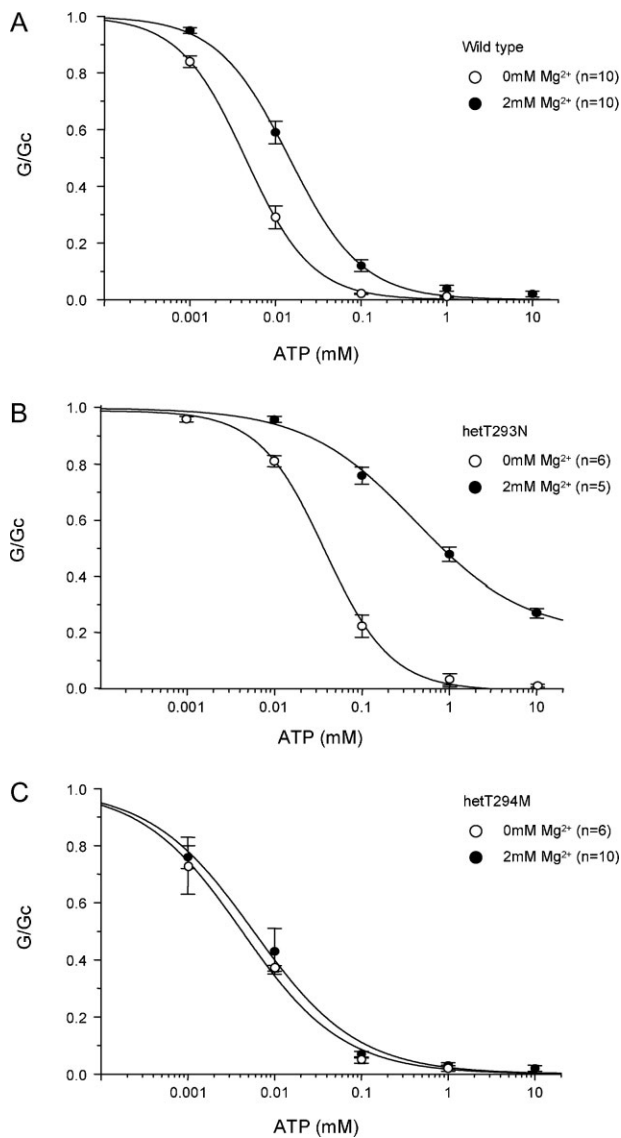 A
1.0
0.8
0.6
0.4
0.2
0.0
G/Gc
Wild type
0mM Mg²⁺ (n=10)
2mM Mg²⁺ (n=10)
0.001 0.01 0.1 1 10
ATP (mM)
B
1.0
0.8
0.6
0.4
0.2
0.0
G/Gc
hetT293N
0mM Mg²⁺ (n=6)
2mM Mg²⁺ (n=5)
0.001 0.01 0.1 1 10
ATP (mM)
C
1.0
0.8
0.6
0.4
0.2
0.0
G/Gc
hetT294M
0mM Mg²⁺ (n=6)
2mM Mg²⁺ (n=10)
0.001 0.01 0.1 1 10
ATP (mM)